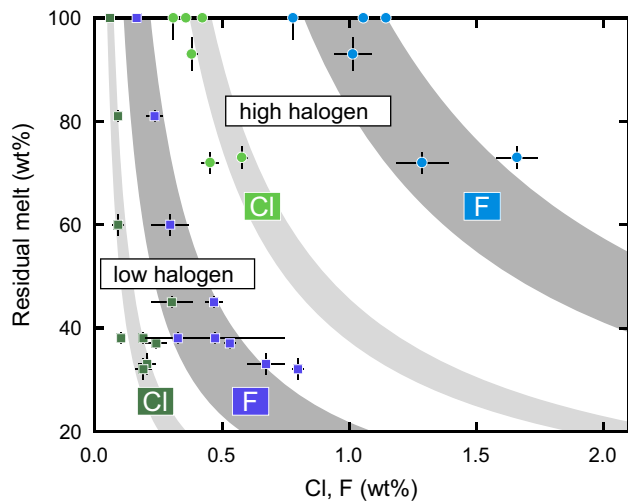 100
80
60
40
20
Residual melt (wt%)
high halogen
Cl
F
low halogen
Cl
F
0.0
0.5
1.0
1.5
2.0
Cl, F (wt%)